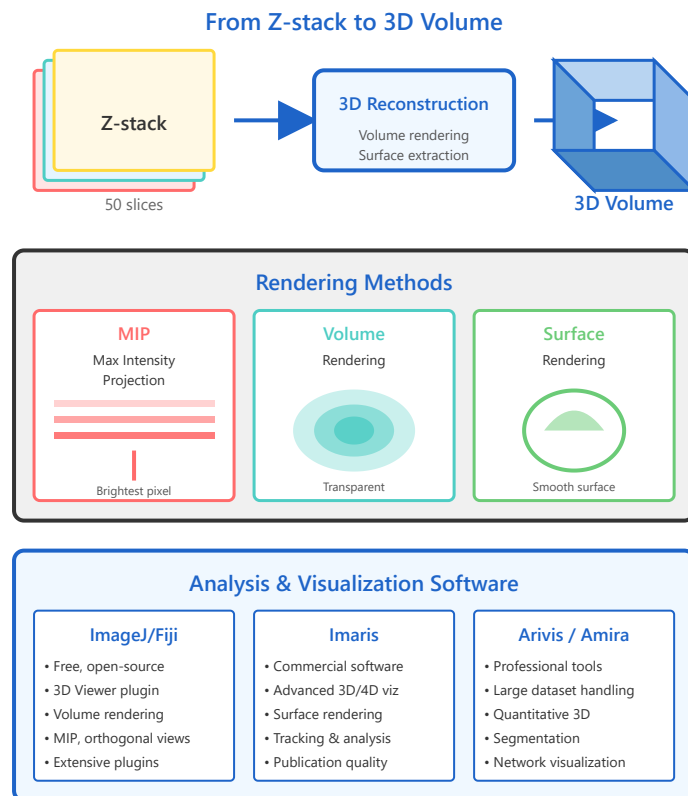 From Z-stack to 3D Volume
Z-stack
50 slices
3D Reconstruction
Volume rendering
Surface extraction
3D Volume
Rendering Methods
MIP
Max Intensity
Projection
Brightest pixel
Volume
Rendering
Transparent
Surface
Rendering
Smooth surface
Analysis & Visualization Software
ImageJ/Fiji
• Free, open-source
• 3D Viewer plugin
• Volume rendering
• MIP, orthogonal views
• Extensive plugins
Imaris
• Commercial software
• Advanced 3D/4D viz
• Surface rendering
• Tracking & analysis
• Publication quality
Arivis / Amira
• Professional tools
• Large dataset handling
• Quantitative 3D
• Segmentation
• Network visualization